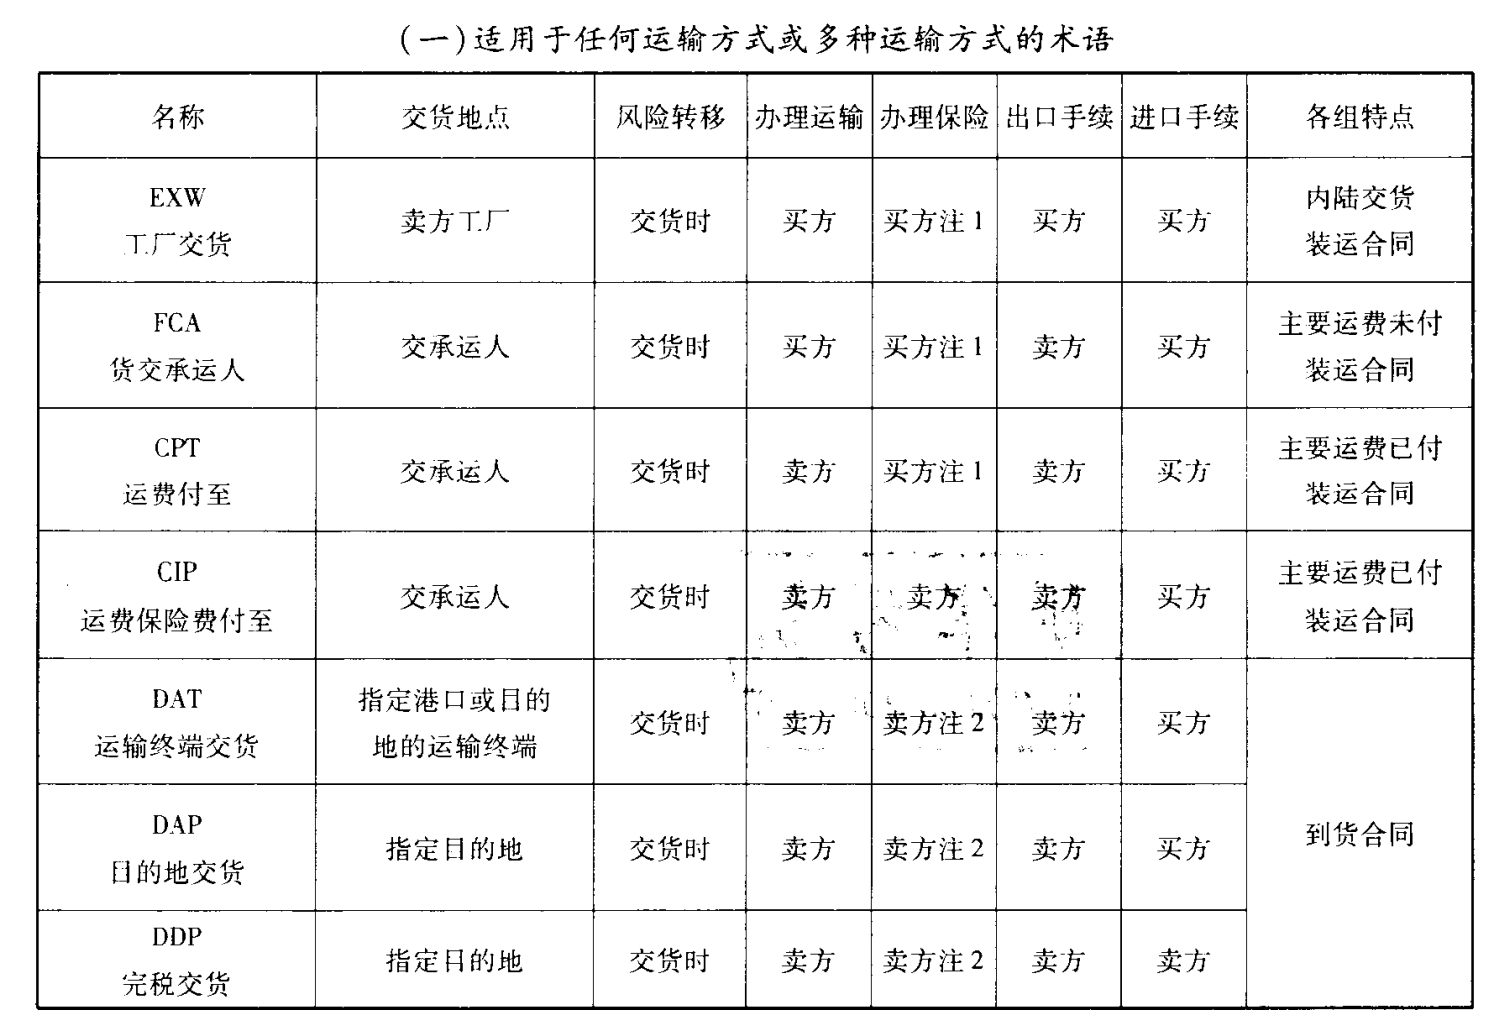 (一)适用于任何运输方式或多种运输方式的术语
名称 交货地点 风险转移 办理运输 办理保险 出口手续 进口手续 各组特点
EXW
工厂交货
卖方工厂 交货时 买方 买方注1 买方 买方
内陆交货
装运合同
FCA
货交承运人
交承运人 交货时 买方 买方注1 卖方 买方
主要运费未付
装运合同
CPT
运费付至
交承运人 交货时 卖方 买方注1 卖方 买方
主要运费已付
装运合同
CIP
运费保险费付至
交承运人 交货时 卖方 卖方 卖方 买方
主要运费已付
装运合同
DAT
运输终端交货
指定港口或目的
地的运输终端
交货时 卖方 卖方注2 卖方 买方
DAP
目的地交货
指定目的地 交货时 卖方 卖方注2 卖方 买方
到货合同
DDP
完税交货
指定目的地 交货时 卖方 卖方注2 卖方 卖方